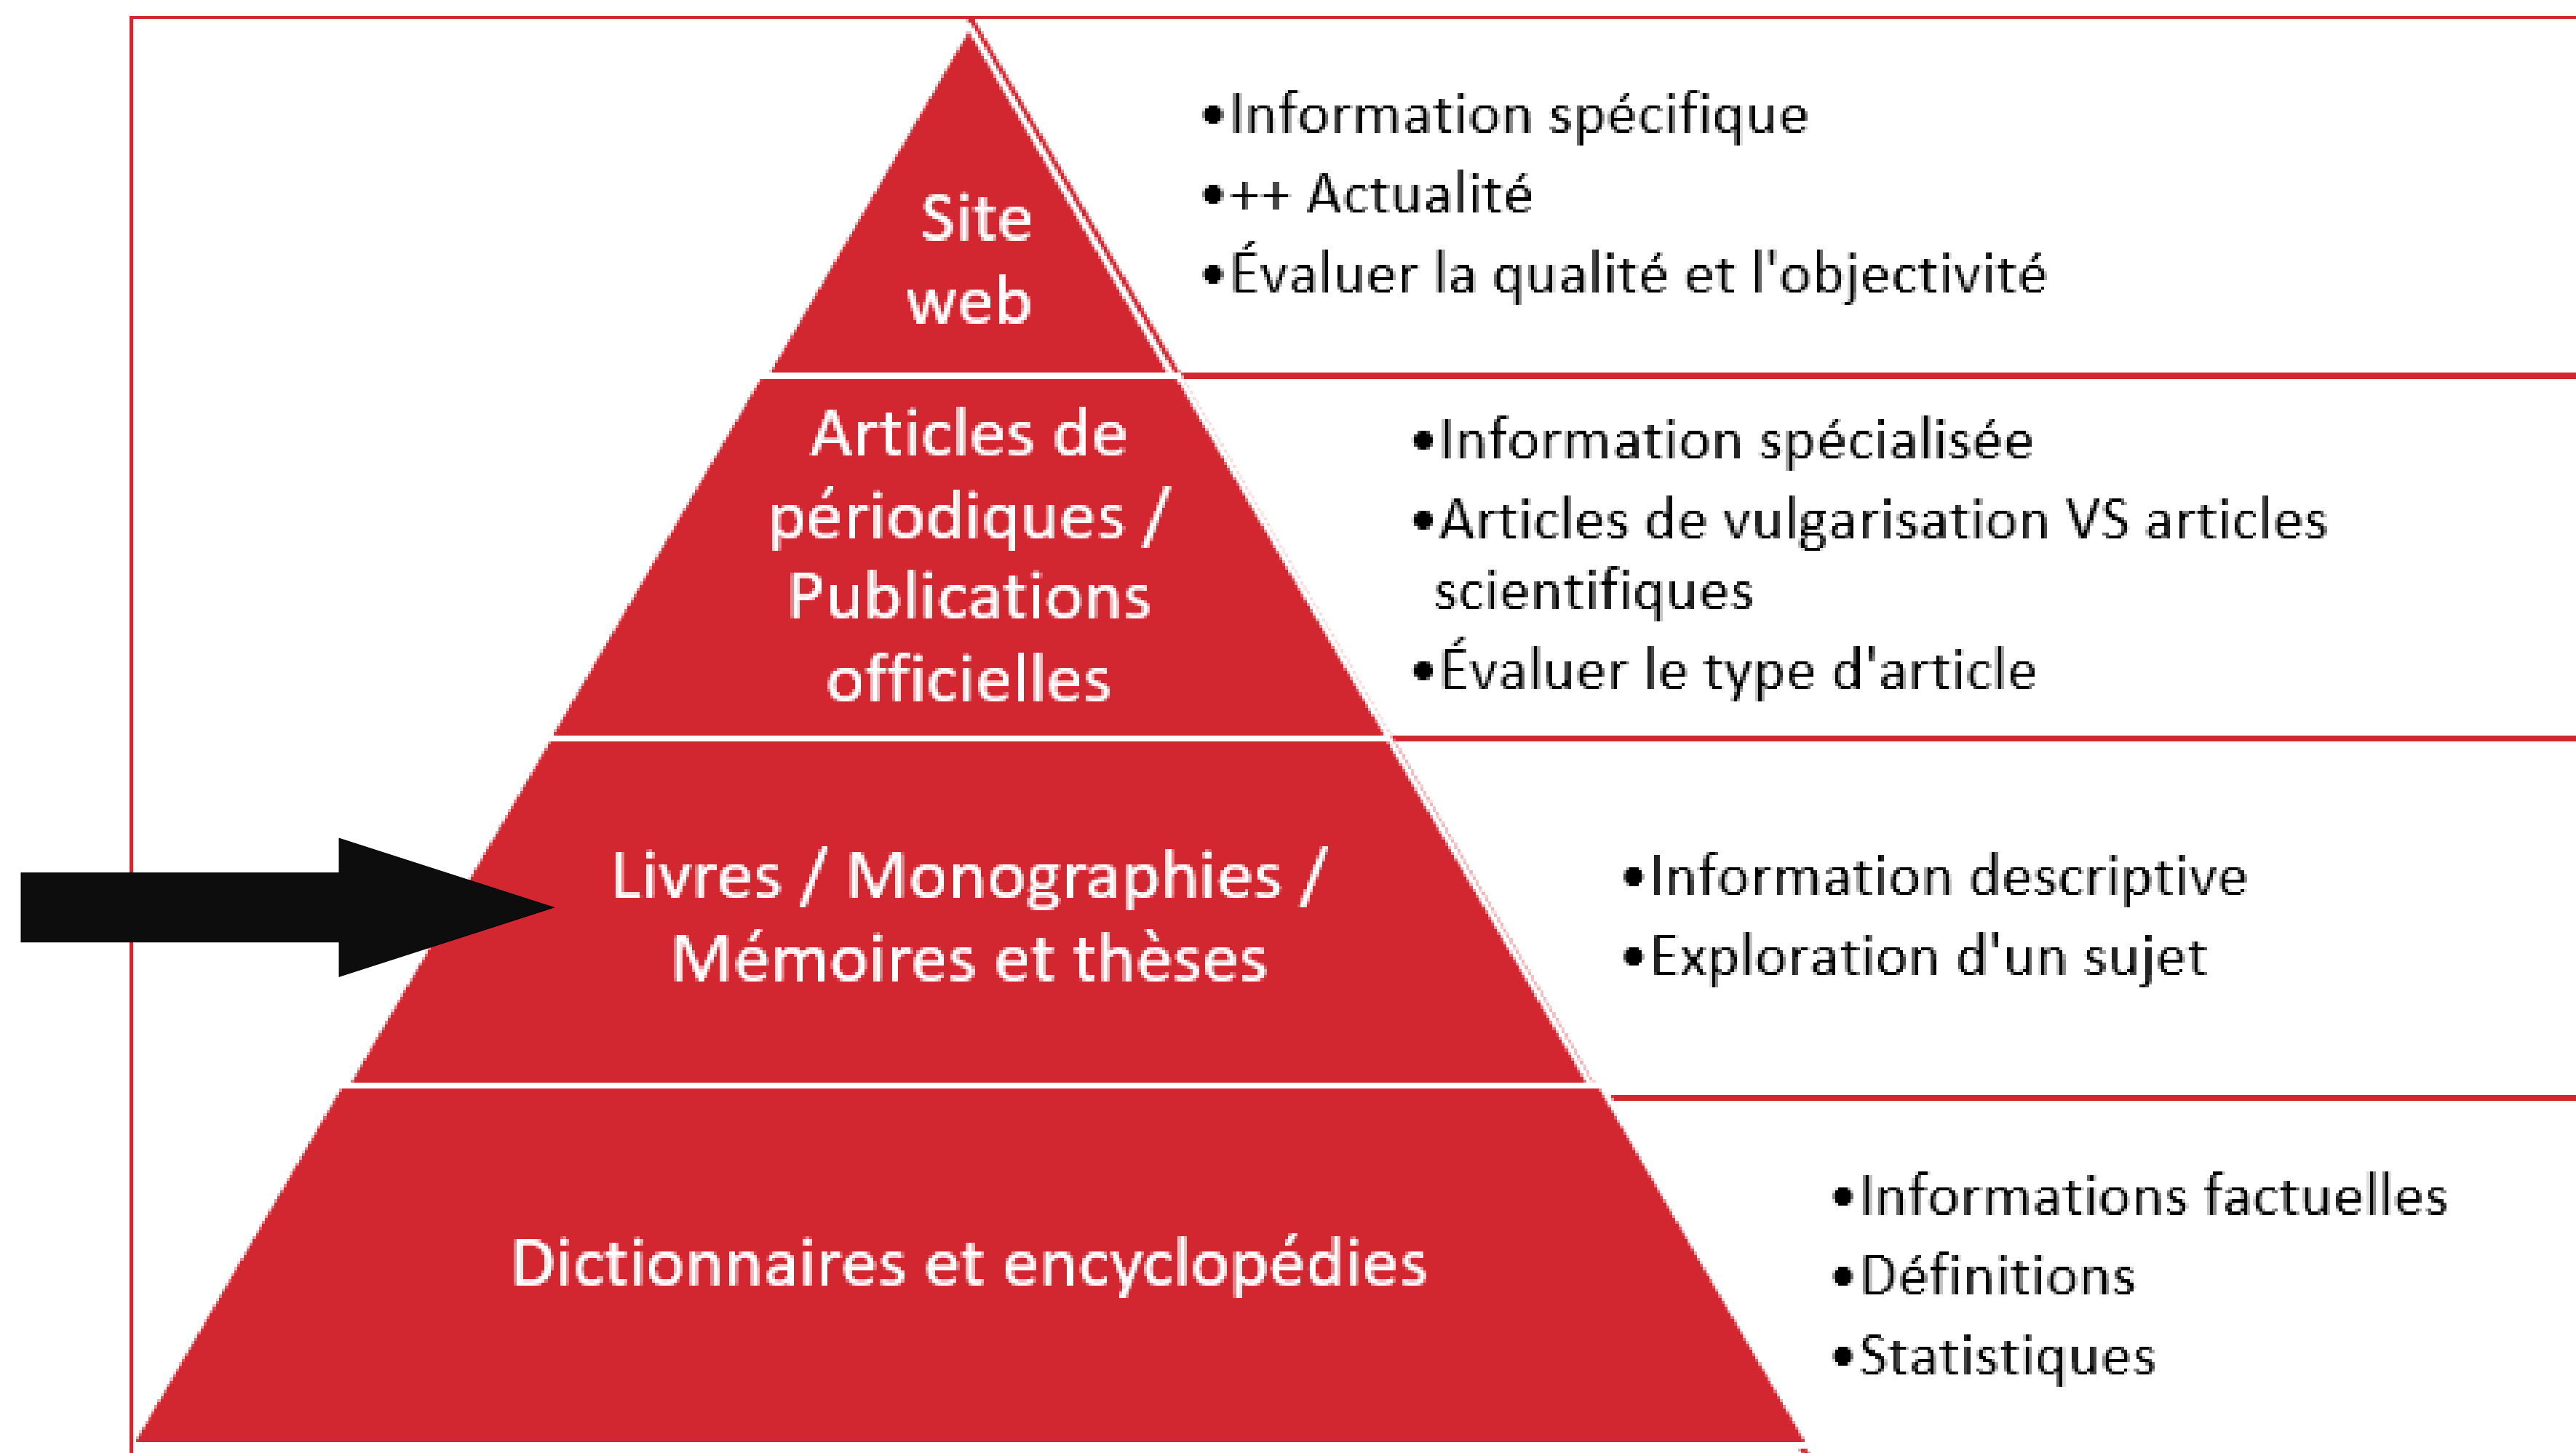 Site
web
•Information spécifique
•++ Actualité
•Évaluer la qualité et l'objectivité
Articles de
périodiques /
Publications
officielles
•Information spécialisée
•Articles de vulgarisation VS articles
scientifiques
•Évaluer le type d'article
Livres / Monographies /
Mémoires et thèses
•Information descriptive
•Exploration d'un sujet
Dictionnaires et encyclopédies
•Informations factuelles
•Définitions
•Statistiques